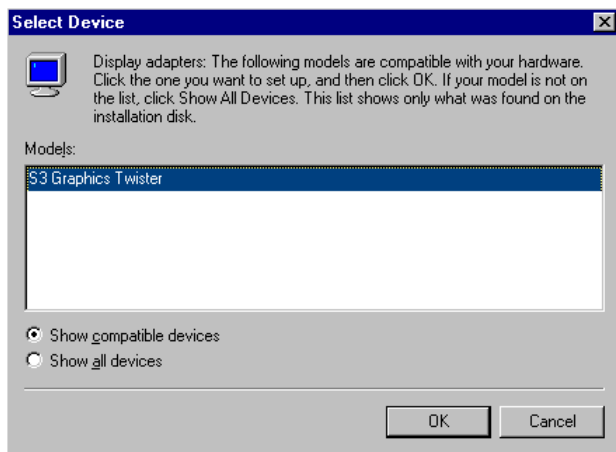 Select Device
Display adapters: The following models are compatible with your hardware.
Click the one you want to set up, and then click OK. If your model is not
on the list, click Show All Devices. This list shows only what was found on the
installation disk.
Models:
S3 Graphics Twister
Show compatible devices
Show all devices
OK
Cancel